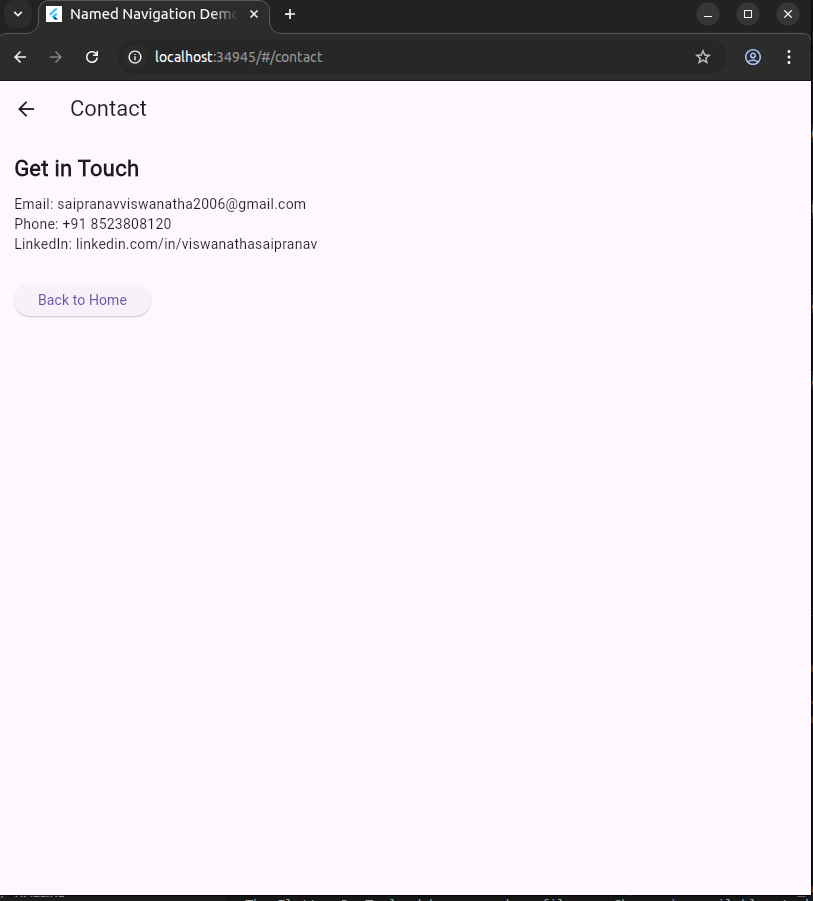 Named Navigation Demo
localhost:34945/#/contact
Contact
Get in Touch
Email: saipranavviswanatha2006@gmail.com
Phone: +91 8523808120
LinkedIn: linkedin.com/in/viswanathasaipranav
Back to Home